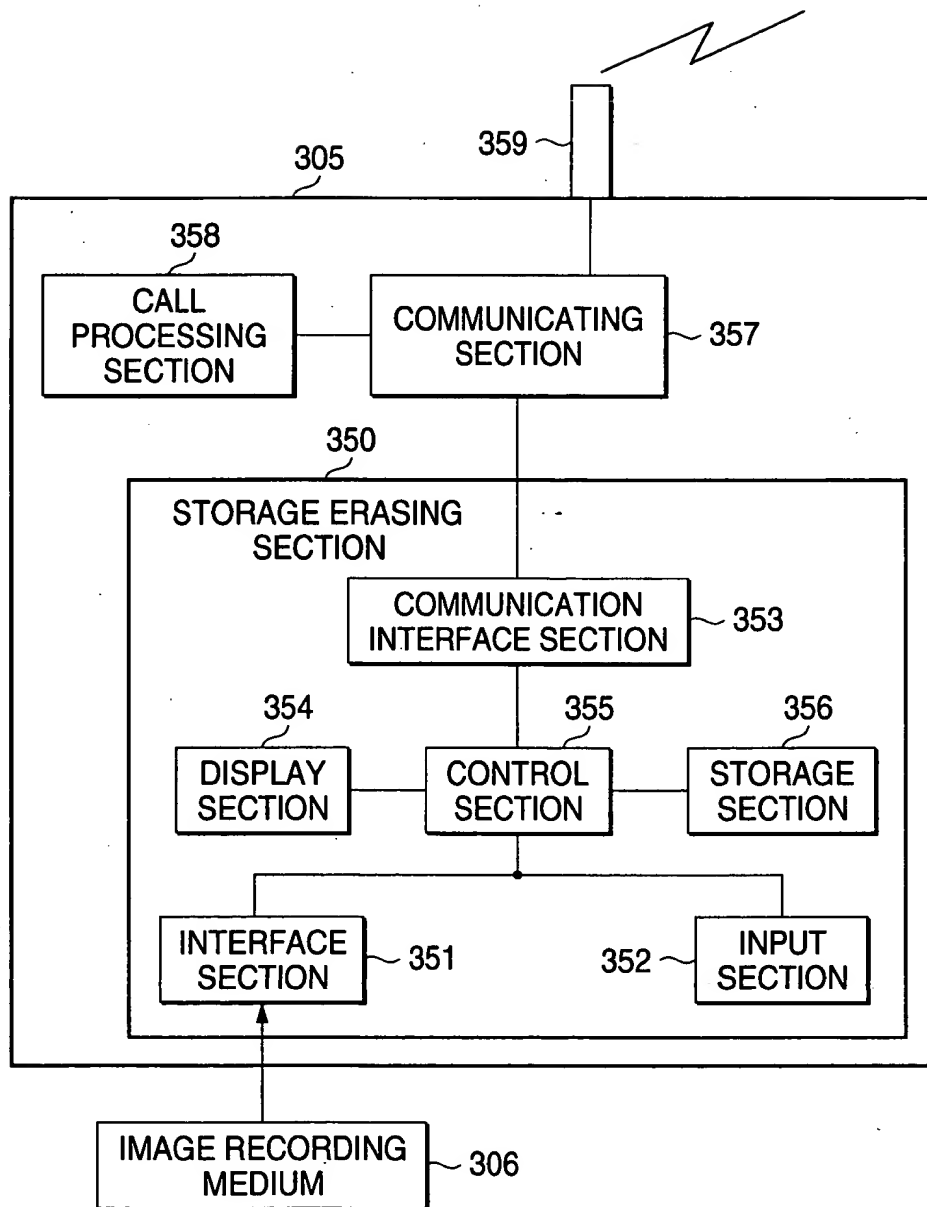 359
305
358
CALL
PROCESSING
SECTION
COMMUNICATING
SECTION
357
350
STORAGE ERASING
SECTION
COMMUNICATION
INTERFACE SECTION
353
354
355
356
DISPLAY
SECTION
CONTROL
SECTION
STORAGE
SECTION
INTERFACE
SECTION
351
352
INPUT
SECTION
IMAGE RECORDING
MEDIUM
306